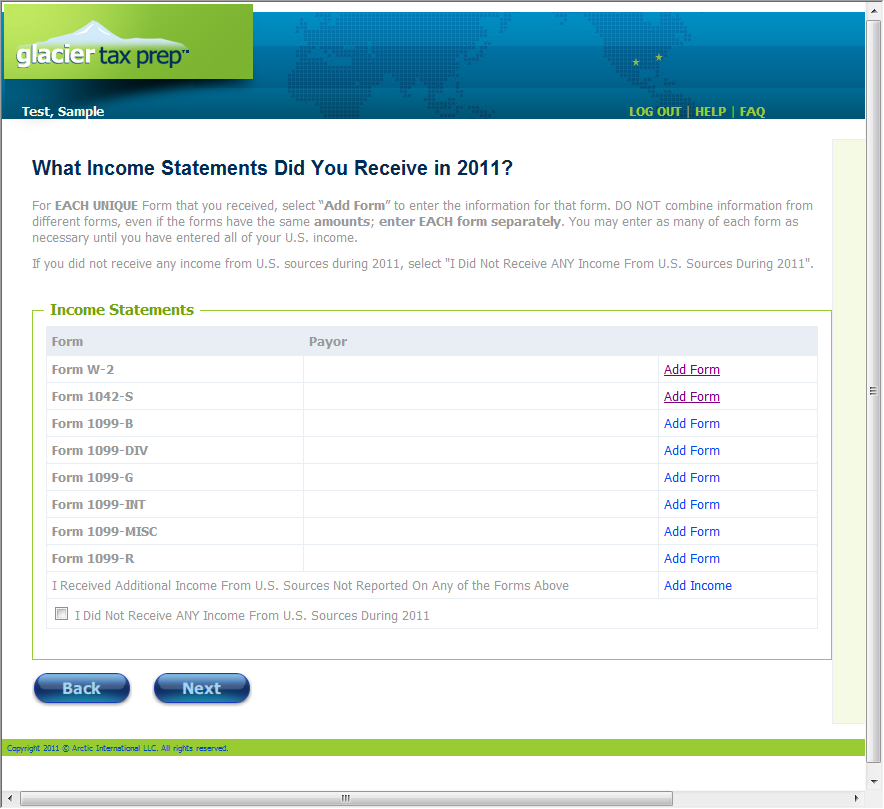 glacier tax prep™
Test, Sample
LOG OUT | HELP | FAQ
What Income Statements Did You Receive in 2011?
For EACH UNIQUE Form that you received, select “Add Form” to enter the information for that form. DO NOT combine information from
different forms, even if the forms have the same amounts; enter EACH form separately. You may enter as many of each form as
necessary until you have entered all of your U.S. income.
If you did not receive any income from U.S. sources during 2011, select "I Did Not Receive ANY Income From U.S. Sources During 2011".
Income Statements
Form Payor
Form W-2 Add Form
Form 1042-S Add Form
Form 1099-B Add Form
Form 1099-DIV Add Form
Form 1099-G Add Form
Form 1099-INT Add Form
Form 1099-MISC Add Form
Form 1099-R Add Form
I Received Additional Income From U.S. Sources Not Reported On Any of the Forms Above Add Income
I Did Not Receive ANY Income From U.S. Sources During 2011
Back Next
Copyright 2011 © Arctic International LLC. All rights reserved.